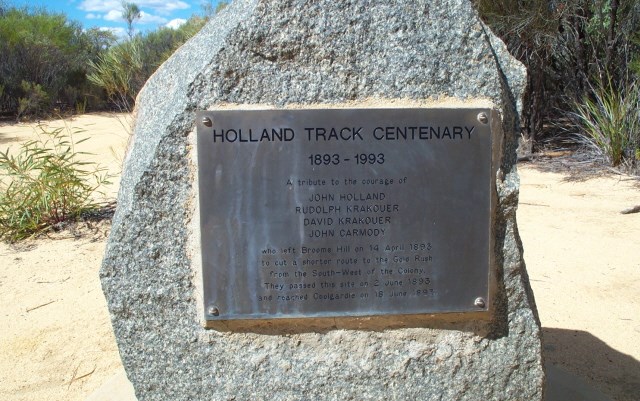 HOLLAND TRACK CENTENARY
1893 - 1993
A tribute to the courage of
JOHN HOLLAND
RUDOLPH KRAKOUER
DAVID KRAKOUER
JOHN CARMODY
who left Broome Hill on 14 April 1893
to cut a shorter route to the Gold Rush
from the South-West of the Colony.
They passed this site on 2 June 1893
and reached Coolgardie on 18 June 1893